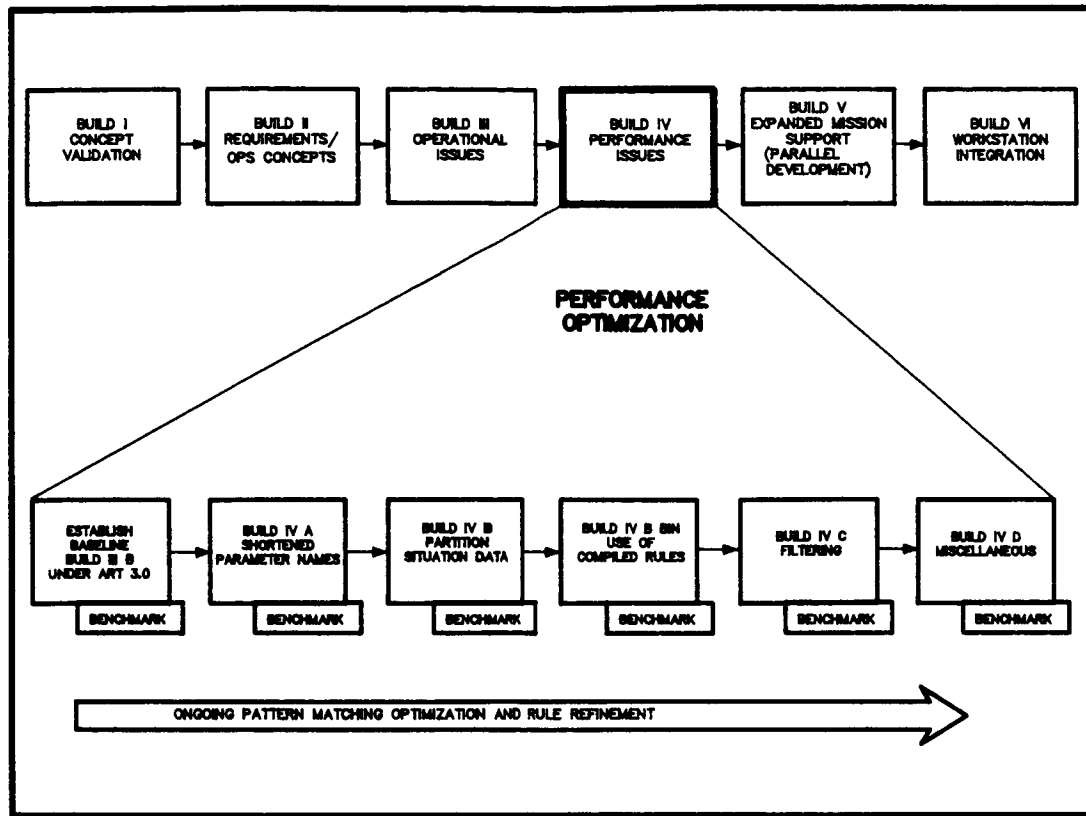 BUILD I
CONCEPT
VALIDATION
BUILD II
REQUIREMENTS/
OPS CONCEPTS
BUILD III
OPERATIONAL
ISSUES
BUILD IV
PERFORMANCE
ISSUES
BUILD V
EXPANDED MISSION
SUPPORT
(PARALLEL
DEVELOPMENT)
BUILD VI
WORKSTATION
INTEGRATION
PERFORMANCE
OPTIMIZATION
ESTABLISH
BASELINE
BUILD III B
UNDER ART 3.0
BENCHMARK
BUILD IV A
SHORTENED
PARAMETER NAMES
BENCHMARK
BUILD IV B
PARTITION
SITUATION DATA
BENCHMARK
BUILD IV B BIN
USE OF
COMPILED RULES
BENCHMARK
BUILD IV C
FILTERING
BENCHMARK
BUILD IV D
MISCELLANEOUS
BENCHMARK
ONGOING PATTERN MATCHING OPTIMIZATION AND RULE REFINEMENT